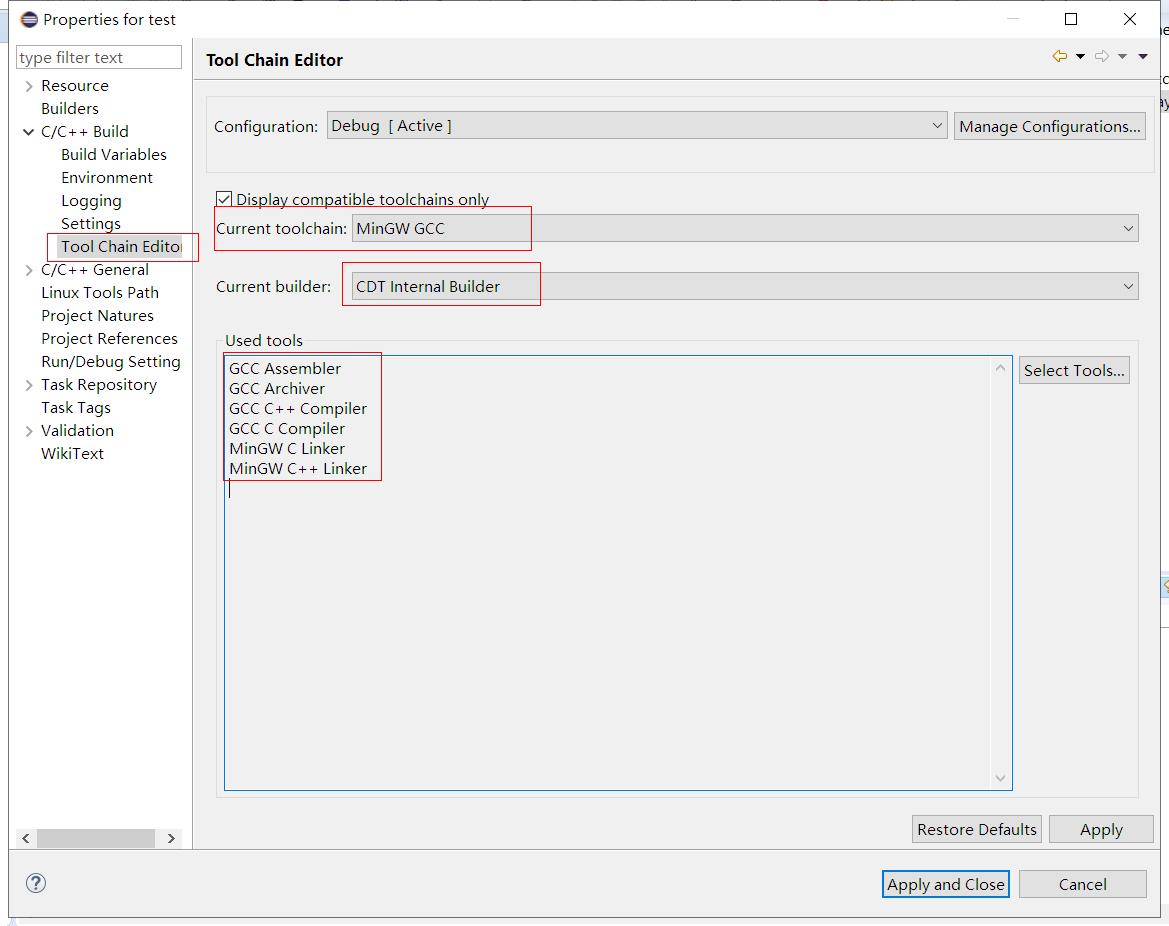 Properties for test
type filter text
Resource
Builders
C/C++ Build
Build Variables
Environment
Logging
Settings
Tool Chain Edito
C/C++ General
Linux Tools Path
Project Natures
Project References
Run/Debug Setting
Task Repository
Task Tags
Validation
WikiText
Tool Chain Editor
Configuration:
Debug [ Active ]
Manage Configurations...
Display compatible toolchains only
Current toolchain:
MinGW GCC
Current builder:
CDT Internal Builder
Used tools
GCC Assembler
GCC Archiver
GCC C++ Compiler
GCC C Compiler
MinGW C Linker
MinGW C++ Linker
Select Tools...
Restore Defaults
Apply
Apply and Close
Cancel